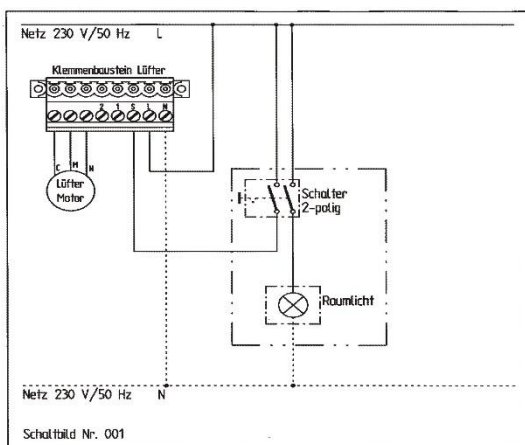 Netz 230 V/50 Hz L
Klemmenbaustein Lüfter
2 1 S L N
C M N
Lüfter
Motor
Schalter
2-polig
Raumlicht
Netz 230 V/50 Hz N
Schaltbild Nr. 001